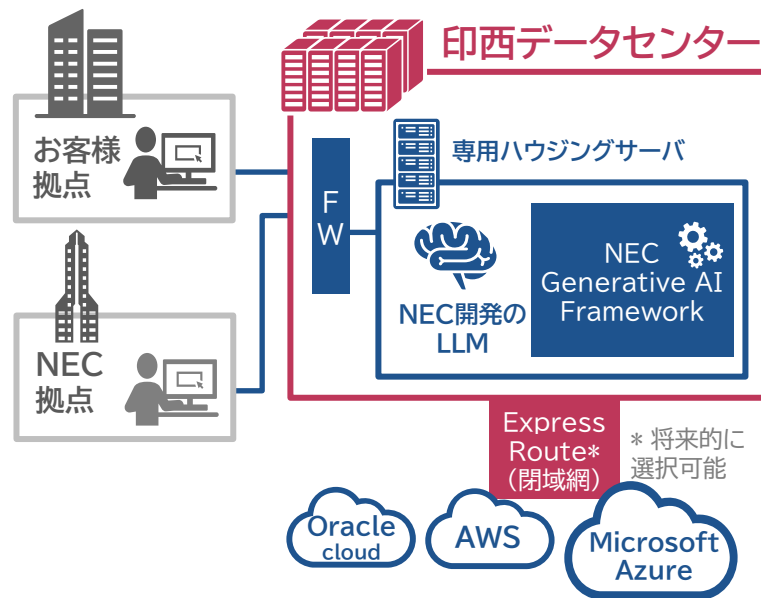 印西データセンター
お客様
拠点
専用ハウジングサーバ
F
W
NEC
Generative AI
Framework
NEC開発の
LLM
NEC
拠点
Express
Route*
（閉域網）
* 将来的に
選択可能
Oracle
cloud
AWS
Microsoft
Azure